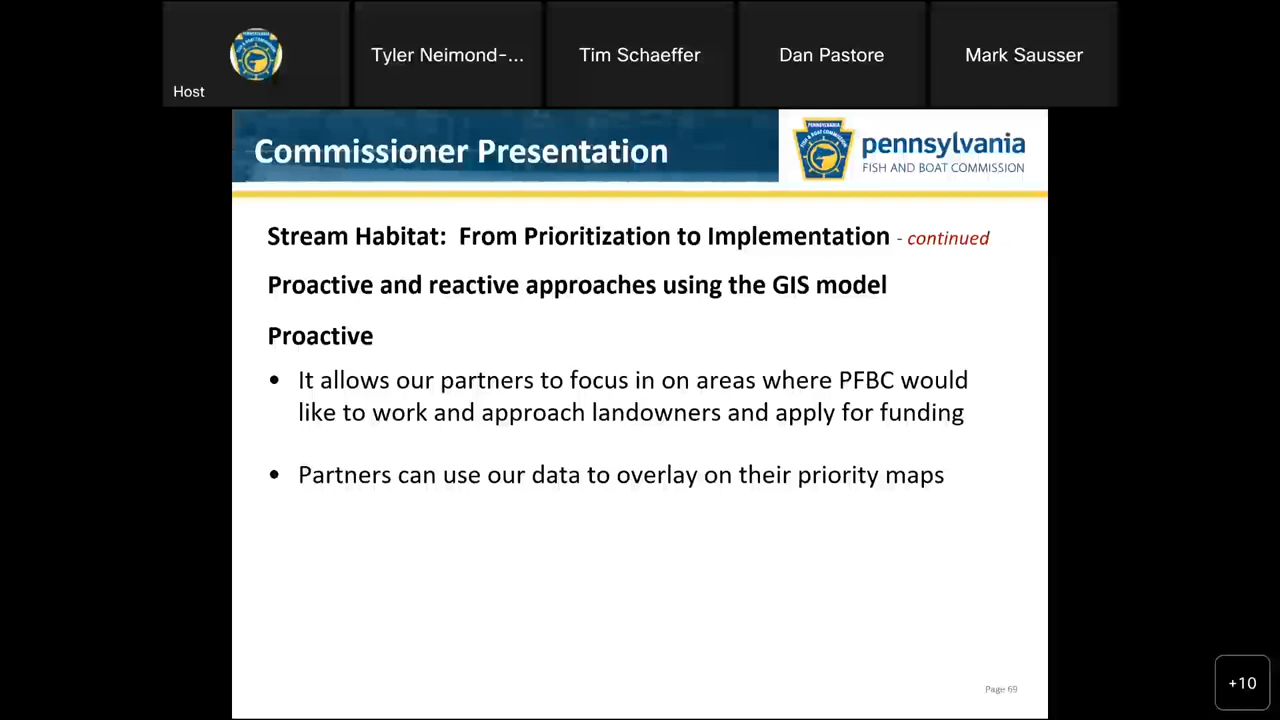 Host
Tyler Neimond-...
Tim Schaeffer
Dan Pastore
Mark Sausser
Commissioner Presentation
pennsylvania
FISH AND BOAT COMMISSION
Stream Habitat: From Prioritization to Implementation - continued
Proactive and reactive approaches using the GIS model
Proactive
• It allows our partners to focus in on areas where PFBC would
like to work and approach landowners and apply for funding
• Partners can use our data to overlay on their priority maps
Page 69
+10